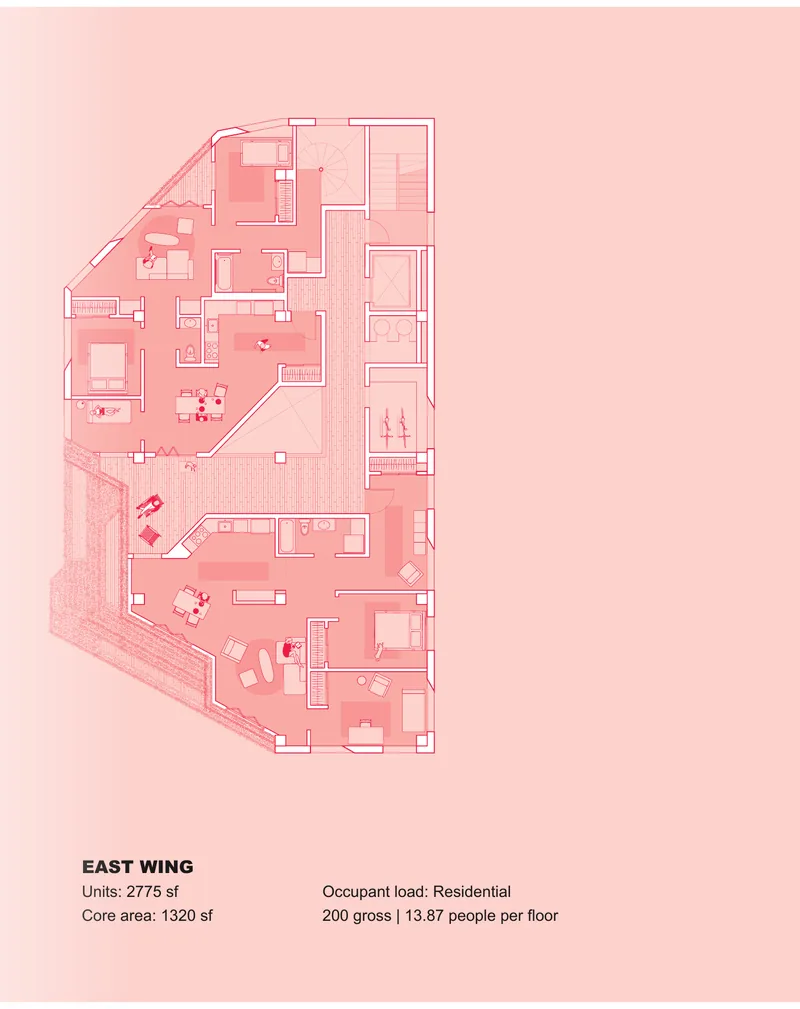 EAST WING
Units: 2775 sf
Core area: 1320 sf
Occupant load: Residential
200 gross | 13.87 people per floor